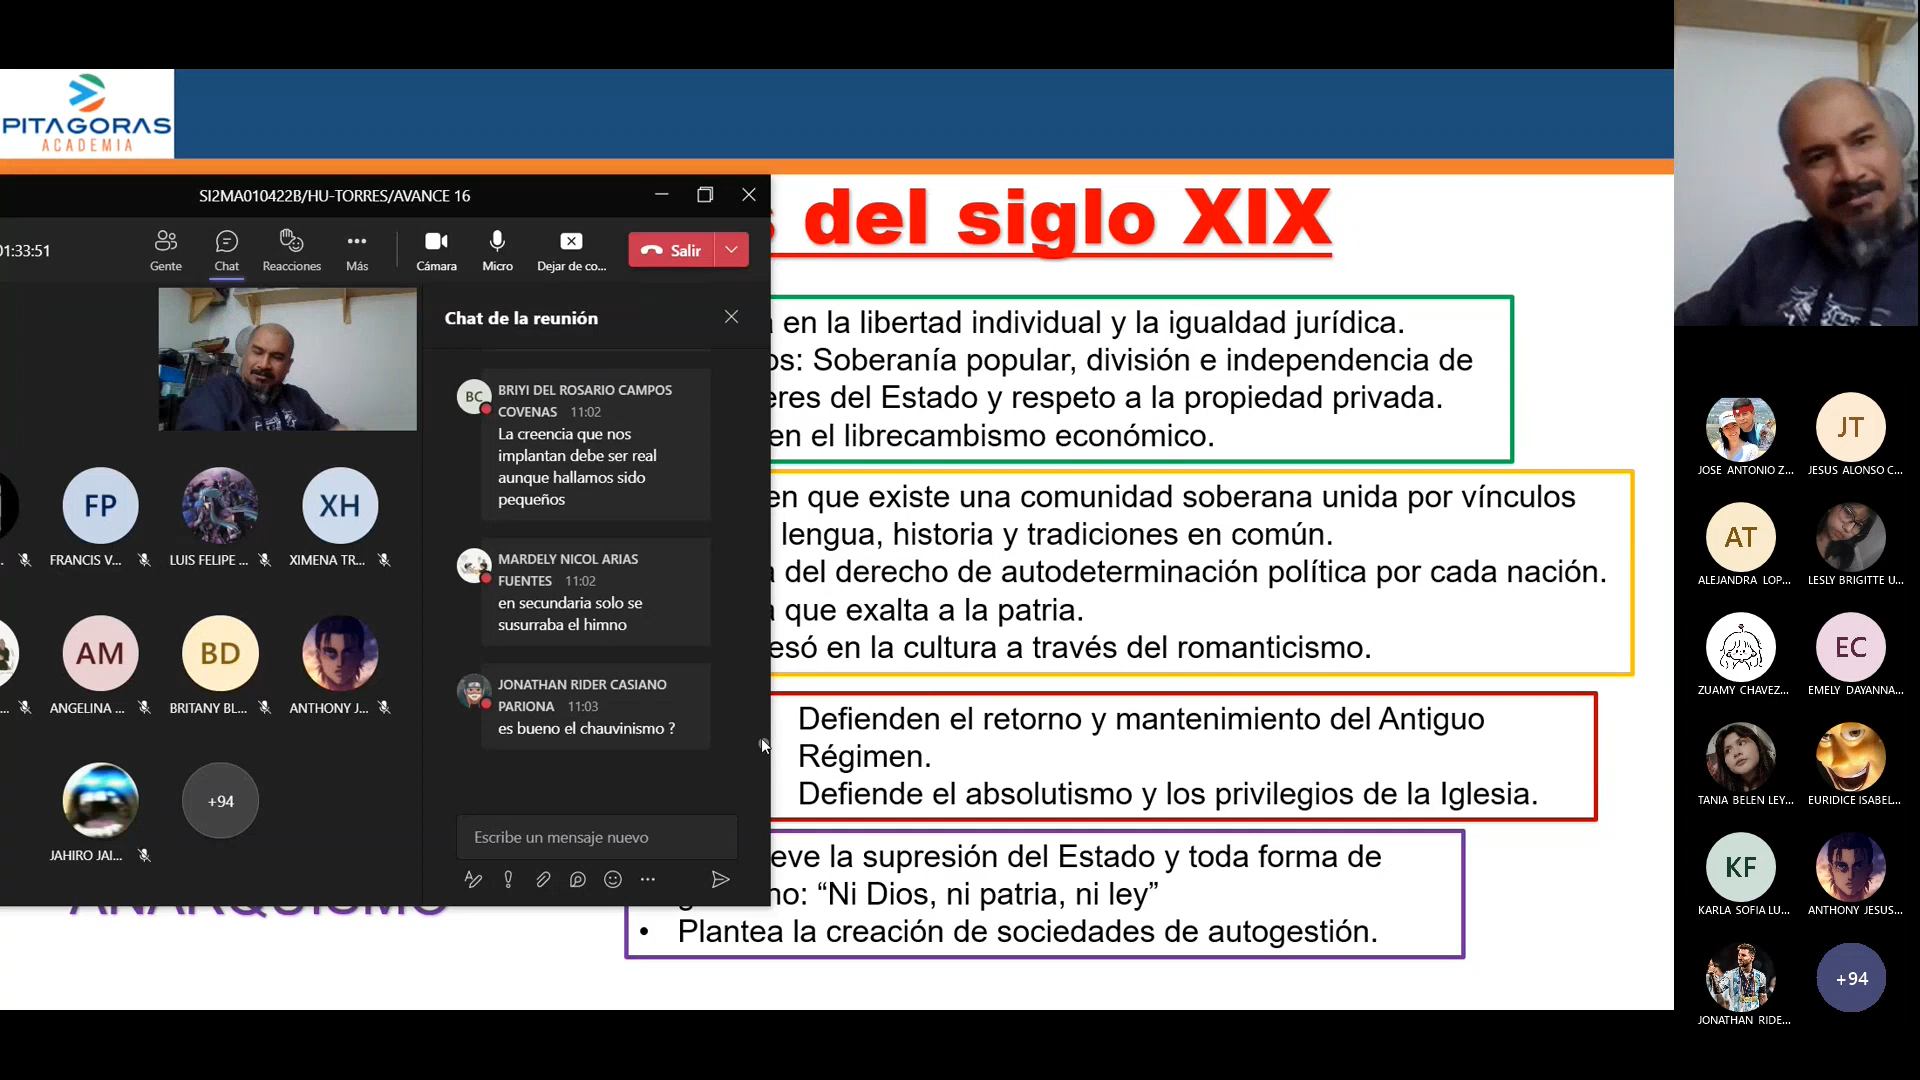 PITAGORAS
ACADEMIA
SI2MA010422B/HU-TORRES/AVANCE 16
01:33:51
Gente
Chat
Reacciones
Más
Cámara
Micro
Dejar de co...
Salir
Chat de la reunión
BC
BRIYI DEL ROSARIO CAMPOS
COVENAS 11:02
La creencia que nos
implantan debe ser real
aunque hallamos sido
pequeños
MARDELY NICOL ARIAS
FUENTES 11:02
en secundaria solo se
susurraba el himno
JONATHAN RIDER CASIANO
PARIONA 11:03
es bueno el chauvinismo ?
Escribe un mensaje nuevo
FP
XH
FRANCIS V...
LUIS FELIPE ...
XIMENA TR...
AM
BD
ANGELINA ...
BRITANY BL...
ANTHONY J...
+94
JAHIRO JAI...
del siglo XIX
en la libertad individual y la igualdad jurídica.
os: Soberanía popular, división e independencia de
eres del Estado y respeto a la propiedad privada.
en el librecambismo económico.
en que existe una comunidad soberana unida por vínculos
lengua, historia y tradiciones en común.
del derecho de autodeterminación política por cada nación.
que exalta a la patria.
esó en la cultura a través del romanticismo.
Defienden el retorno y mantenimiento del Antiguo
Régimen.
Defiende el absolutismo y los privilegios de la Iglesia.
ANARQUISMO
eve la supresión del Estado y toda forma de
no: “Ni Dios, ni patria, ni ley”
• Plantea la creación de sociedades de autogestión.
JT
JOSE ANTONIO Z...
JESUS ALONSO C...
AT
ALEJANDRA LOP...
LESLY BRIGITTE U...
EC
ZUAMY CHAVEZ...
EMELY DAYANNA...
TANIA BELEN LEY...
EURIDICE ISABEL...
KF
KARLA SOFIA LU...
ANTHONY JESUS...
+94
JONATHAN RIDE...